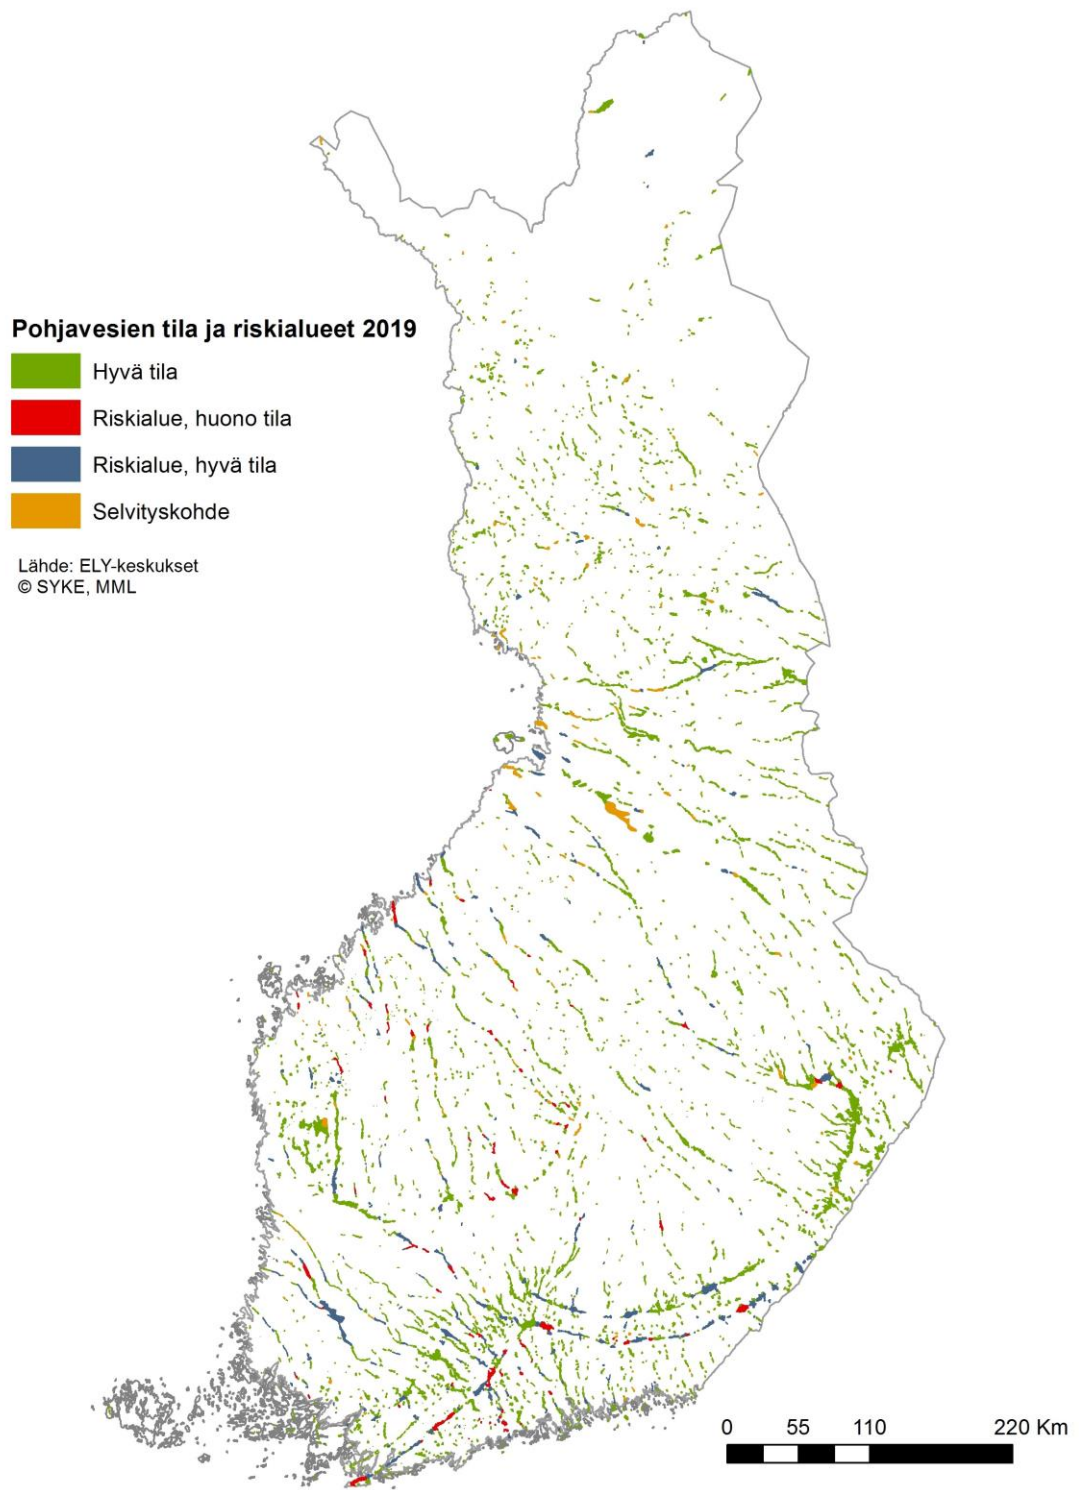 Pohjavesien tila ja riskialueet 2019
Hyvä tila
Riskialue, huono tila
Riskialue, hyvä tila
Selvityskohde
Lähde: ELY-keskukset
© SYKE, MML
0 55 110 220 Km